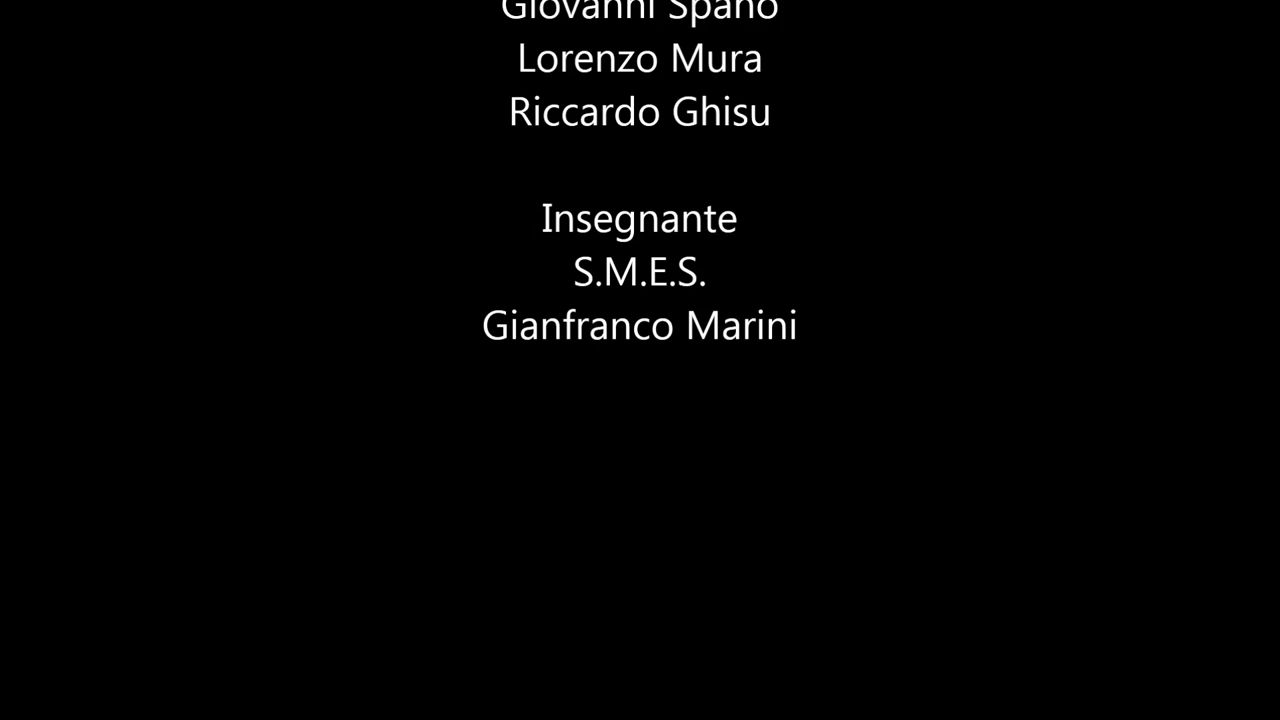 Giovanni Spano
Lorenzo Mura
Riccardo Ghisu
Insegnante
S.M.E.S.
Gianfranco Marini